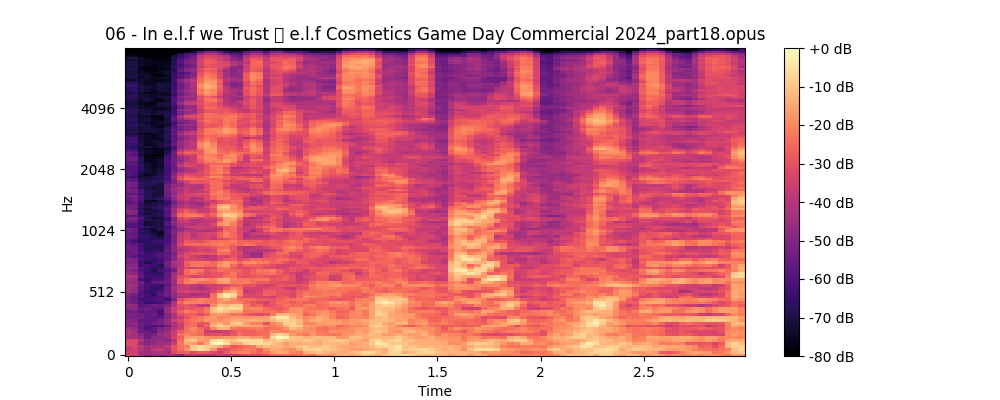 06 - In e.l.f we Trust ▯ e.l.f Cosmetics Game Day Commercial 2024_part18.opus
+0 dB
-10 dB
-20 dB
-30 dB
-40 dB
-50 dB
-60 dB
-70 dB
-80 dB
4096
2048
1024
512
0
Hz
0
0.5
1
1.5
2
2.5
Time